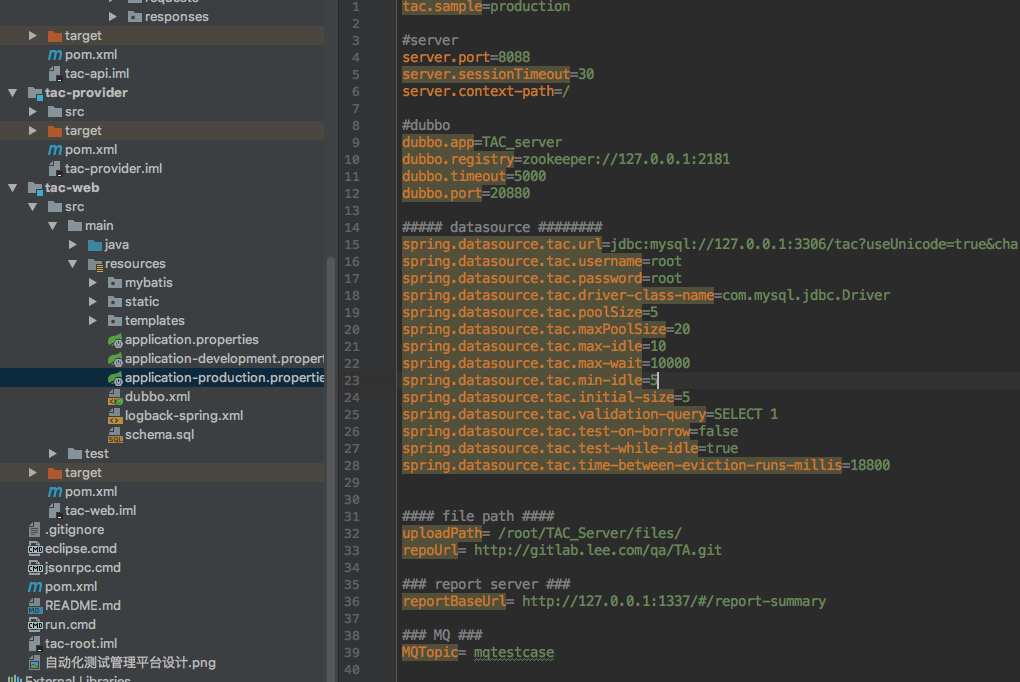 requests
responses
target
pom.xml
tac-api.iml
tac-provider
src
target
pom.xml
tac-provider.iml
tac-web
src
main
java
resources
mybatis
static
templates
application.properties
application-development.proper
application-production.propertie
dubbo.xml
logback-spring.xml
schema.sql
test
target
pom.xml
tac-web.iml
.gitignore
eclipse.cmd
jsonrpc.cmd
pom.xml
README.md
run.cmd
tac-root.iml
自动化测试管理平台设计.png
External Libraries
1 tac.sample=production
2
3 #server
4 server.port=8088
5 server.sessionTimeout=30
6 server.context-path=/
7
8 #dubbo
9 dubbo.app=TAC_server
10 dubbo.registry=zookeeper://127.0.0.1:2181
11 dubbo.timeout=5000
12 dubbo.port=20880
13
14 ##### datasource ########
15 spring.datasource.tac.url=jdbc:mysql://127.0.0.1:3306/tac?useUnicode=true&cha
16 spring.datasource.tac.username=root
17 spring.datasource.tac.password=root
18 spring.datasource.tac.driver-class-name=com.mysql.jdbc.Driver
19 spring.datasource.tac.poolSize=5
20 spring.datasource.tac.maxPoolSize=20
21 spring.datasource.tac.max-idle=10
22 spring.datasource.tac.max-wait=10000
23 spring.datasource.tac.min-idle=5
24 spring.datasource.tac.initial-size=5
25 spring.datasource.tac.validation-query=SELECT 1
26 spring.datasource.tac.test-on-borrow=false
27 spring.datasource.tac.test-while-idle=true
28 spring.datasource.tac.time-between-eviction-runs-millis=18800
29
30
31 #### file path ####
32 uploadPath= /root/TAC_Server/files/
33 repoUrl= http://gitlab.lee.com/qa/TA.git
34
35 ### report server ###
36 reportBaseUrl= http://127.0.0.1:1337/#/report-summary
37
38 ### MQ ###
39 MQTopic= mqtestcase
40